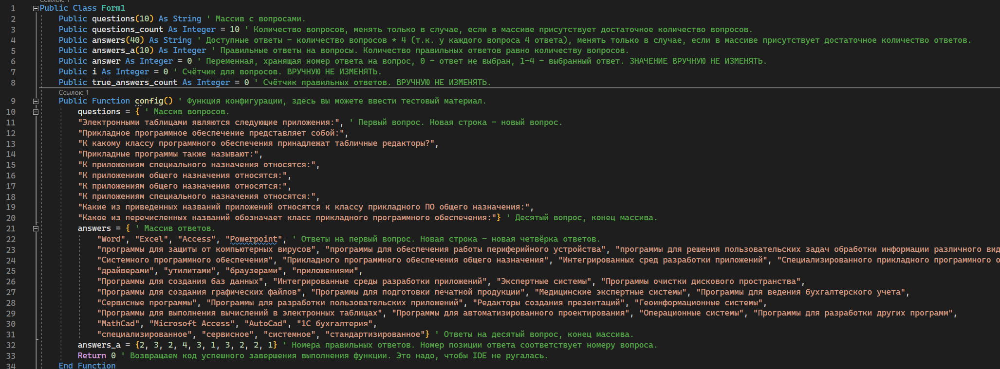 Ссылок: 1
1 Public Class Form1
2 Public questions(10) As String ' Массив с вопросами.
3 Public questions_count As Integer = 10 ' Количество вопросов, менять только в случае, если в массиве присутствует достаточное количество вопросов.
4 Public answers(40) As String ' Доступные ответы - количество вопросов * 4 (т.к. у каждого вопроса 4 ответа), менять только в случае, если в массиве присутствует достаточное количество ответов.
5 Public answers_a(10) As Integer ' Правильные ответы на вопросы. Количество правильных ответов равно количеству вопросов.
6 Public answer As Integer = 0 ' Переменная, хранящая номер ответа на вопрос, 0 - ответ не выбран, 1-4 - выбранный ответ. ЗНАЧЕНИЕ ВРУЧНУЮ НЕ ИЗМЕНЯТЬ.
7 Public i As Integer = 0 ' Счётчик для вопросов. ВРУЧНУЮ НЕ ИЗМЕНЯТЬ.
8 Public true_answers_count As Integer = 0 ' Счётчик правильных ответов. ВРУЧНУЮ НЕ ИЗМЕНЯТЬ.
Ссылок: 1
9 Public Function config() ' Функция конфигурации, здесь вы можете ввести тестовый материал.
10 questions = { ' Массив вопросов.
11 "Электронными таблицами являются следующие приложения:", ' Первый вопрос. Новая строка - новый вопрос.
12 "Прикладное программное обеспечение представляет собой:",
13 "К какому классу программного обеспечения принадлежат табличные редакторы?",
14 "Прикладные программы также называют:",
15 "К приложениям специального назначения относятся:",
16 "К приложениям общего назначения относятся:",
17 "К приложениям общего назначения относятся:",
18 "К приложениям специального назначения относятся:",
19 "Какие из приведенных названий приложений относятся к классу прикладного ПО общего назначения:",
20 "Какое из перечисленных названий обозначает класс прикладного программного обеспечения:"} ' Десятый вопрос, конец массива.
21 answers = { ' Массив ответов.
22 "Word", "Excel", "Access", "Powerpoint", ' Ответы на первый вопрос. Новая строка - новая четвёрка ответов.
23 "программы для защиты от компьютерных вирусов", "программы для обеспечения работы периферийного устройства", "программы для решения пользовательских задач обработки информации различного вид
24 "Системного программного обеспечения", "Прикладного программного обеспечения общего назначения", "Интегрированных сред разработки приложений", "Специализированного прикладного программного о
25 "драйверами", "утилитами", "браузерами", "приложениями",
26 "Программы для создания баз данных", "Интегрированные среды разработки приложений", "Экспертные системы", "Программы очистки дискового пространства",
27 "Программы для создания графических файлов", "Программы для подготовки печатной продукции", "Медицинские экспертные системы", "Программы для ведения бухгалтерского учета",
28 "Сервисные программы", "Программы для разработки пользовательских приложений", "Редакторы создания презентаций", "Геоинформационные системы",
29 "Программы для выполнения вычислений в электронных таблицах", "Программы для автоматизированного проектирования", "Операционные системы", "Программы для разработки других программ",
30 "MathCad", "Microsoft Access", "AutoCad", "1С бухгалтерия",
31 "специализированное", "сервисное", "системное", "стандартизированное"} ' Ответы на десятый вопрос, конец массива.
32 answers_a = {2, 3, 2, 4, 3, 1, 3, 2, 2, 1} ' Номера правильных ответов. Номер позиции ответа соответствует номеру вопроса.
33 Return 0 ' Возвращаем код успешного завершения выполнения функции. Это надо, чтобы IDE не ругалась.
34 End Function